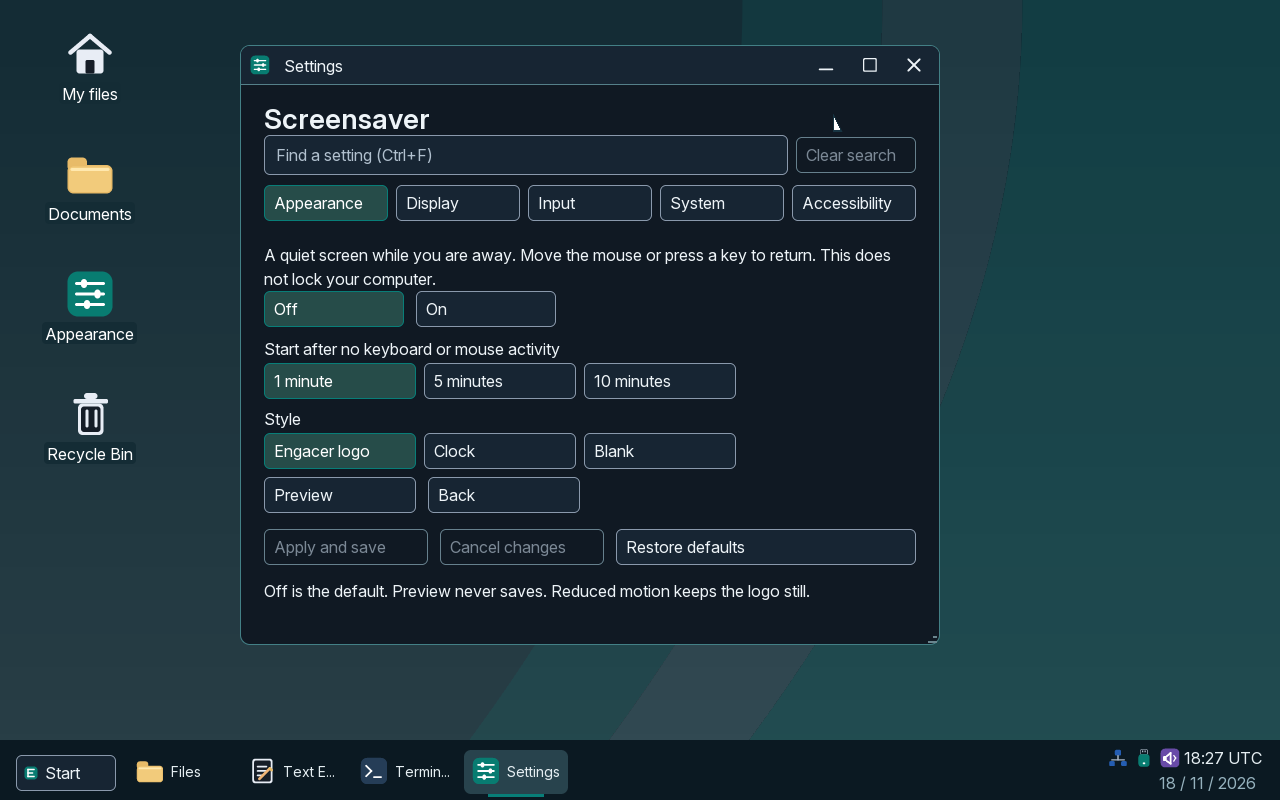 My files
Documents
Appearance
Recycle Bin
Settings
Screensaver
Find a setting (Ctrl+F)
Clear search
Appearance
Display
Input
System
Accessibility
A quiet screen while you are away. Move the mouse or press a key to return. This does
not lock your computer.
Off
On
Start after no keyboard or mouse activity
1 minute
5 minutes
10 minutes
Style
Engacer logo
Clock
Blank
Preview
Back
Apply and save
Cancel changes
Restore defaults
Off is the default. Preview never saves. Reduced motion keeps the logo still.
E Start
Files
Text E...
Termin...
Settings
18:27 UTC
18 / 11 / 2026